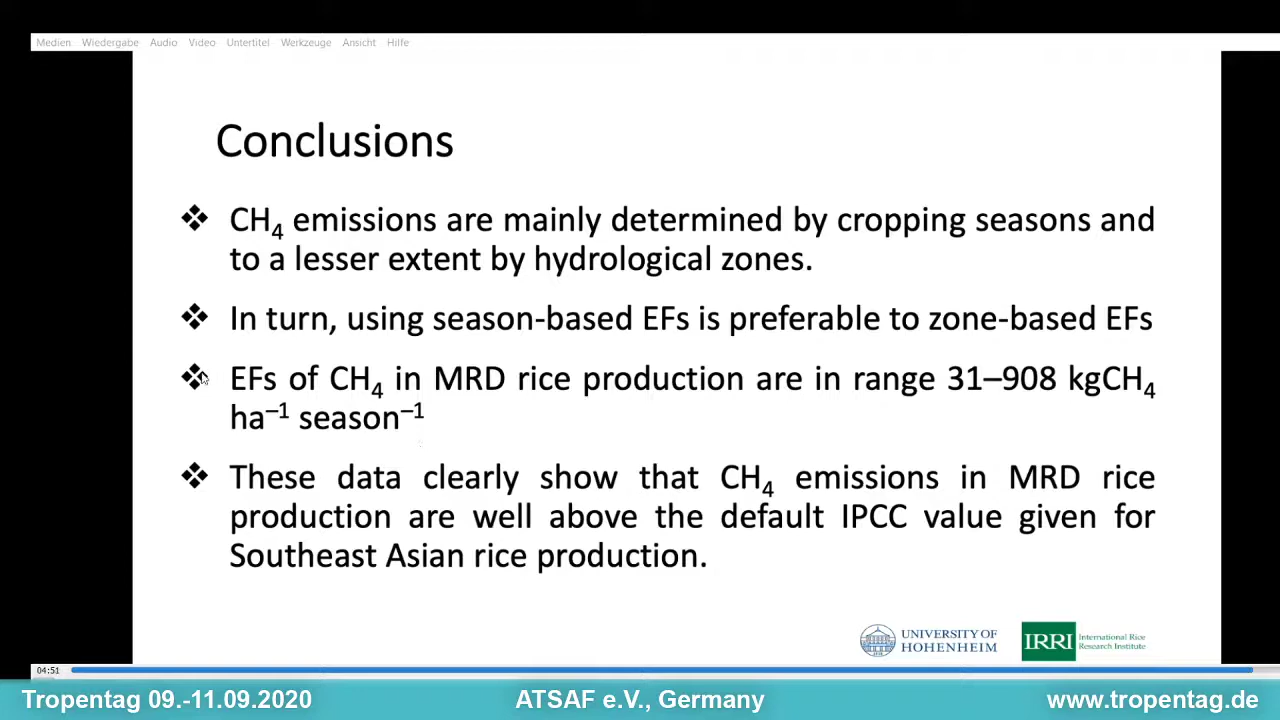 Medien Wiedergabe Audio Video Untertitel Werkzeuge Ansicht Hilfe
Conclusions
❖ CH₄ emissions are mainly determined by cropping seasons and
to a lesser extent by hydrological zones.
❖ In turn, using season-based EFs is preferable to zone-based EFs
❖ EFs of CH₄ in MRD rice production are in range 31–908 kgCH₄
ha⁻¹ season⁻¹
❖ These data clearly show that CH₄ emissions in MRD rice
production are well above the default IPCC value given for
Southeast Asian rice production.
UNIVERSITY OF
HOHENHEIM
IRRI
International Rice
Research Institute
04:51
Tropentag 09.-11.09.2020 ATSAF e.V., Germany www.tropentag.de